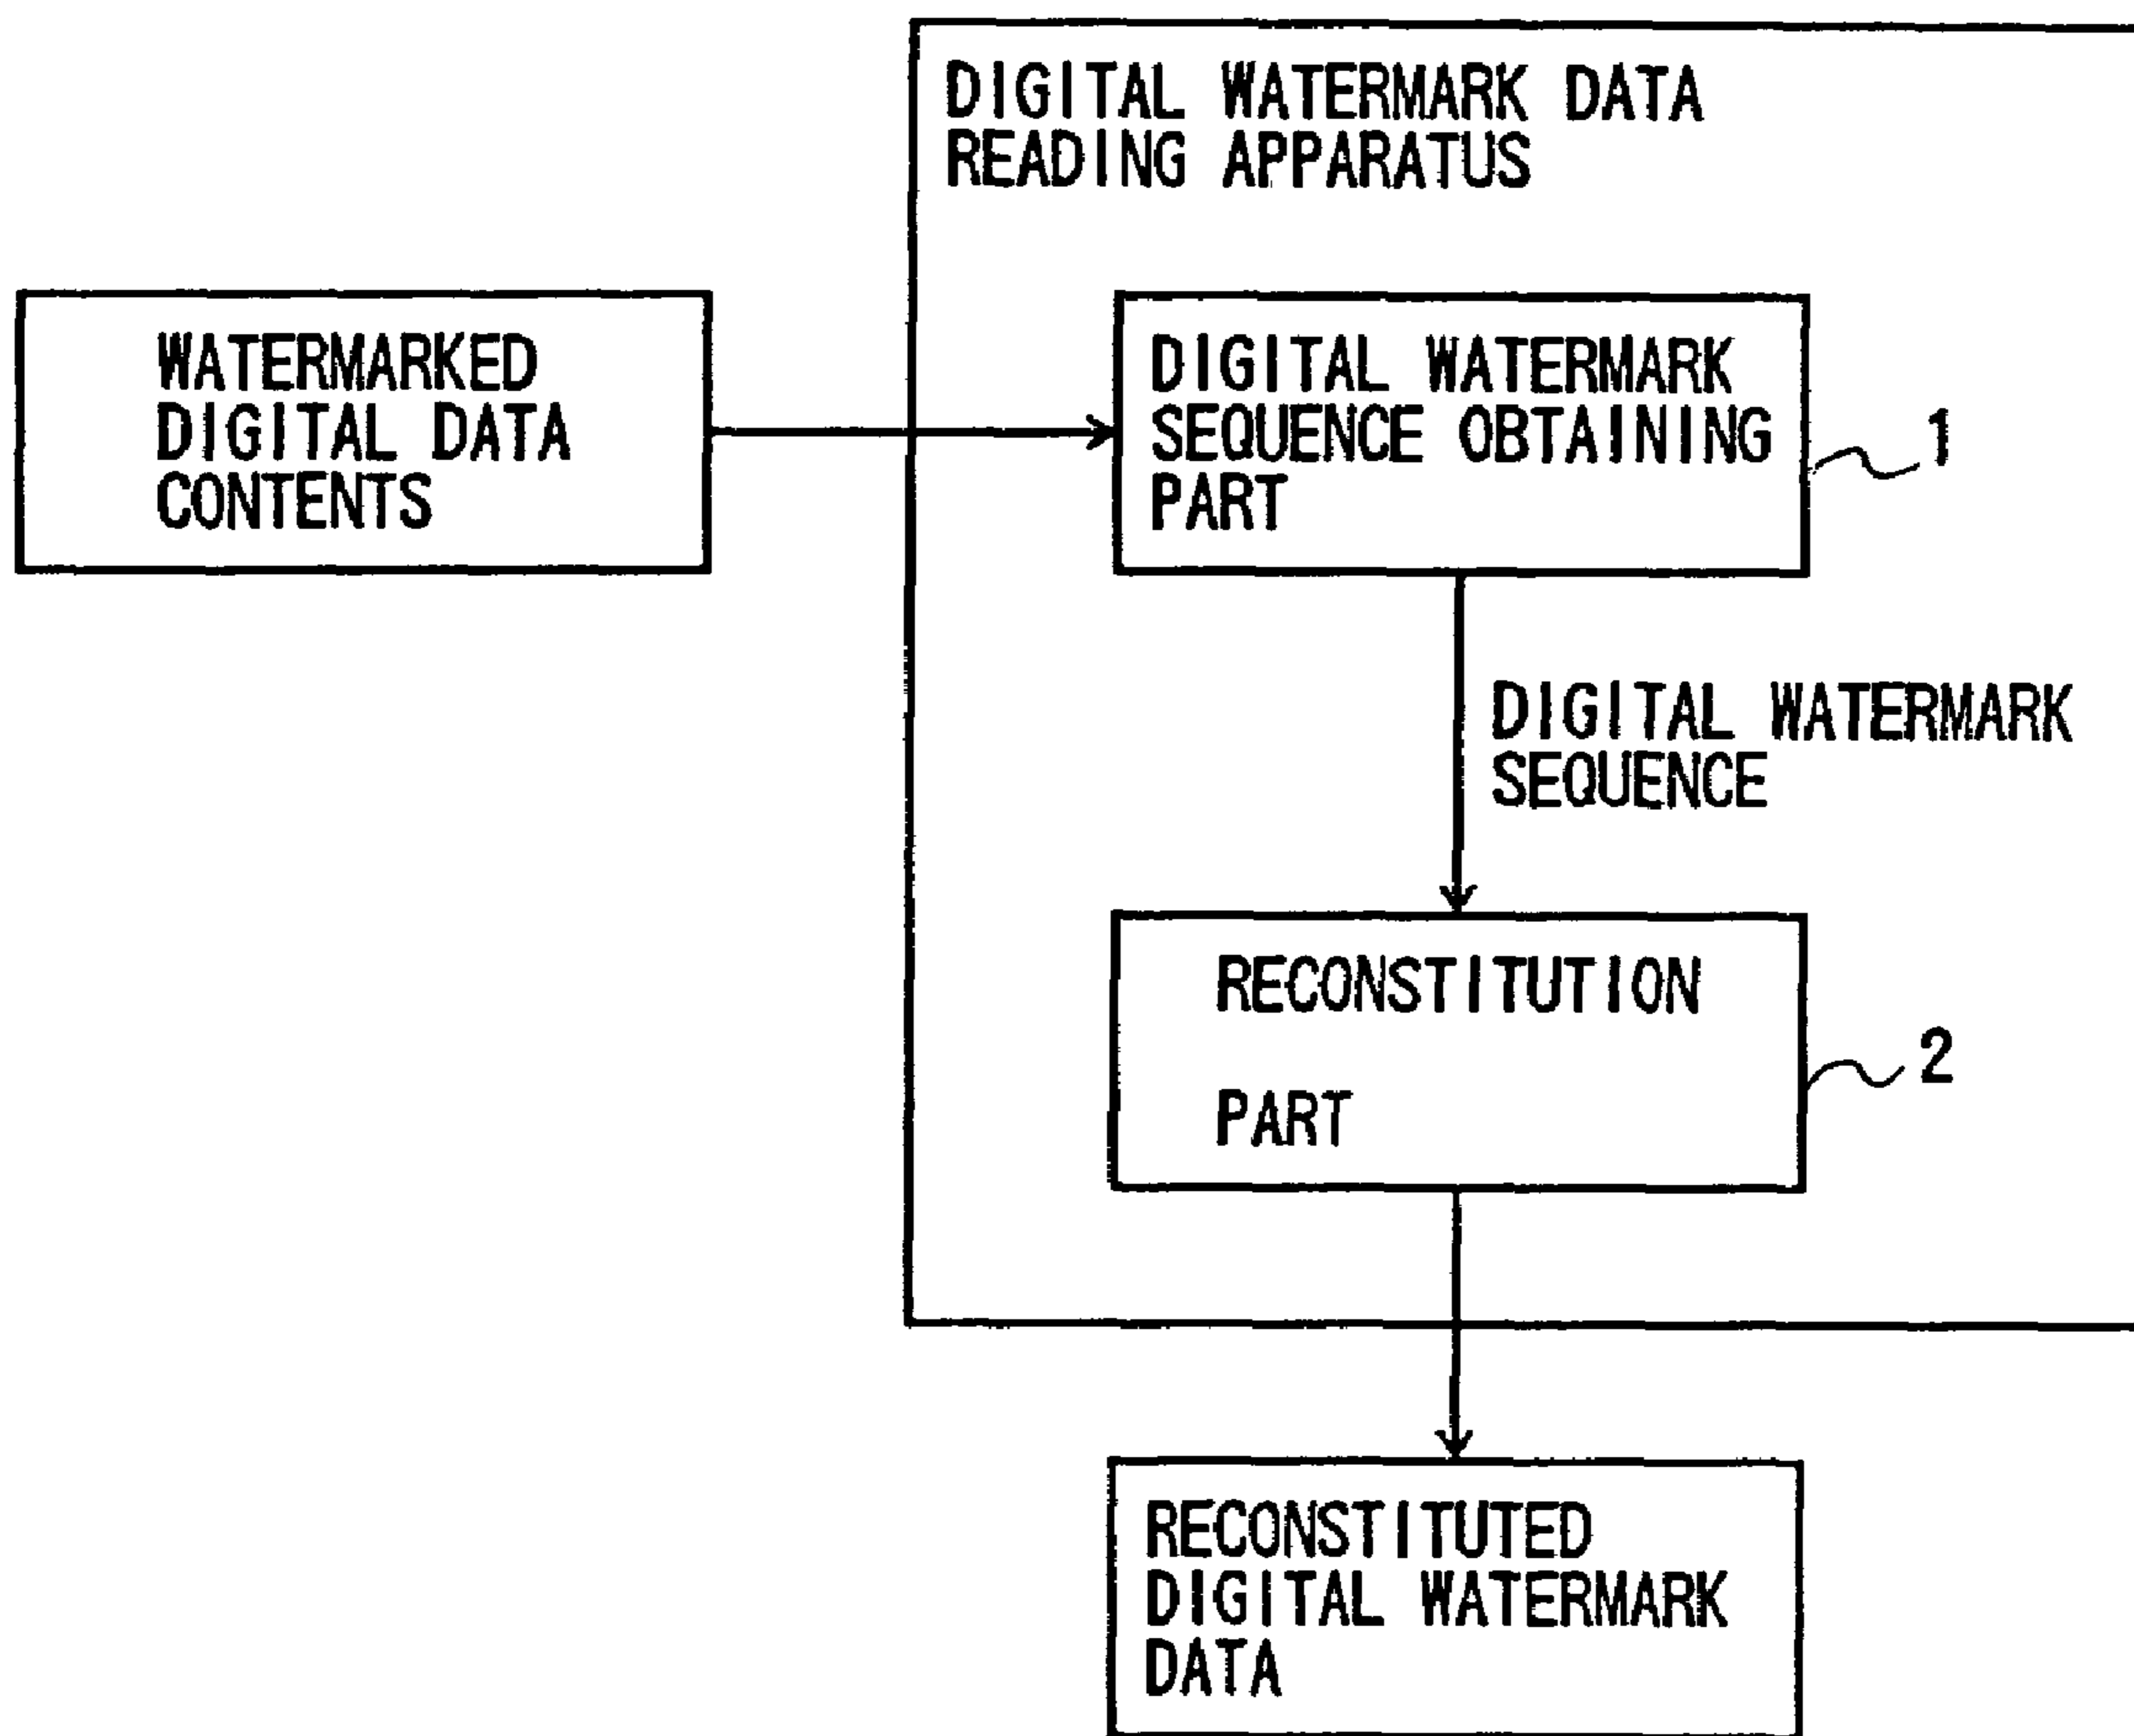 DIGITAL WATERMARK DATA
READING APPARATUS
WATERMARKED
DIGITAL DATA
CONTENTS
DIGITAL WATERMARK
SEQUENCE OBTAINING
PART
1
DIGITAL WATERMARK
SEQUENCE
RECONSTITUTION
PART
2
RECONSTITUTED
DIGITAL WATERMARK
DATA